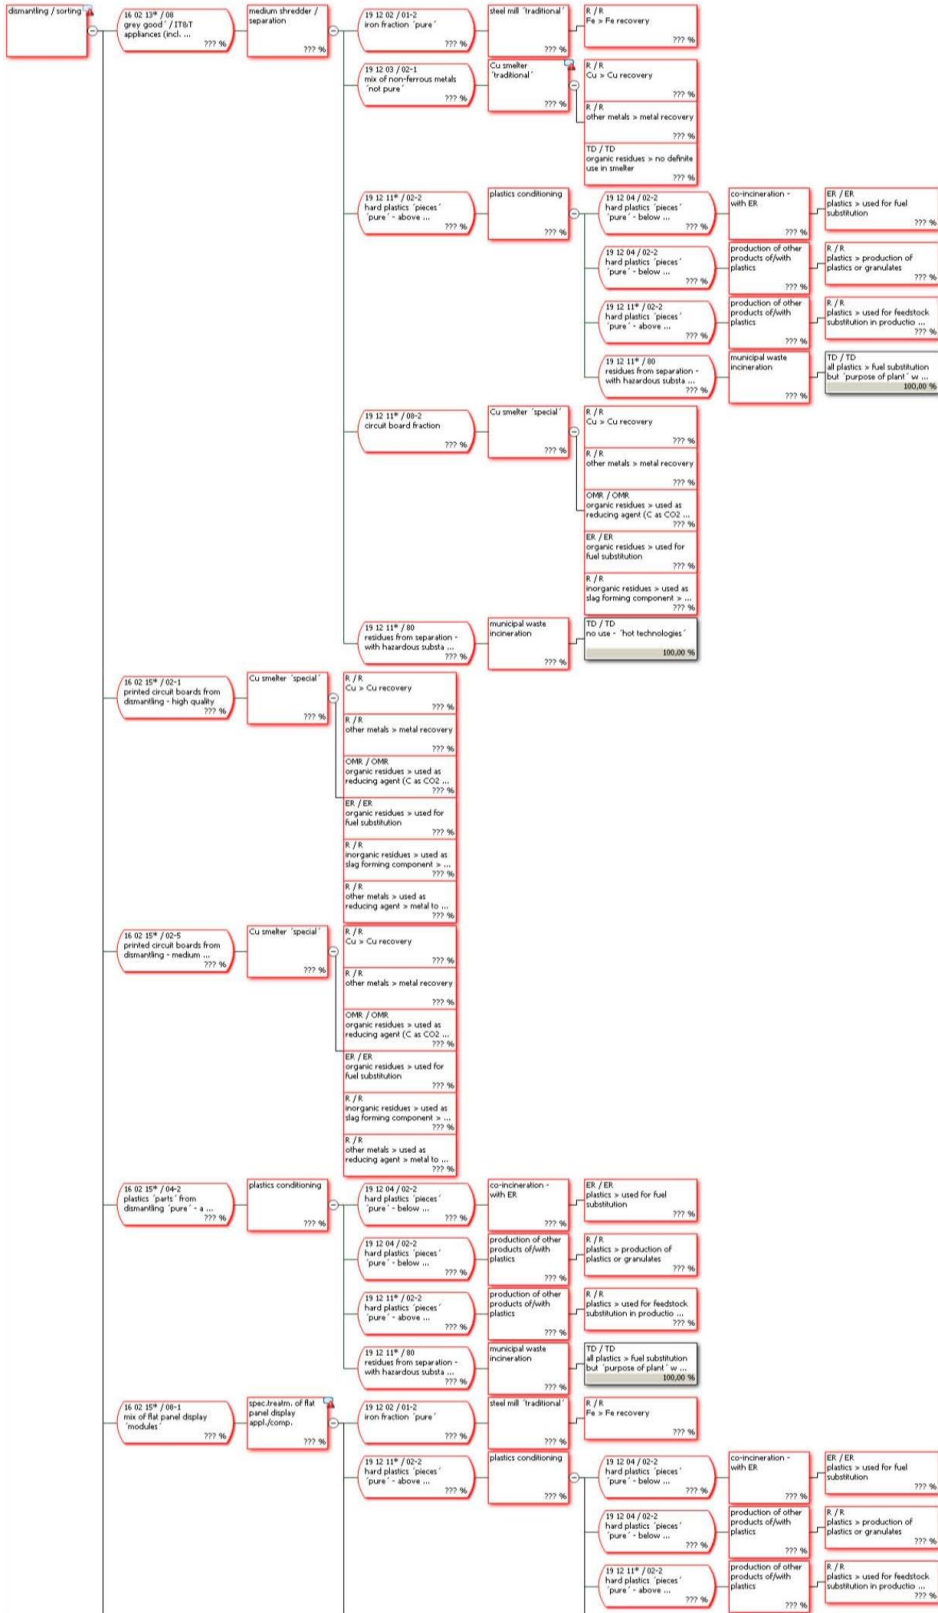 dismantling / sorting
16 02 13* / 08
grey good´ / IT&T
appliances (incl. ...
??? %
medium shredder /
separation
??? %
19 12 02 / 01-2
iron fraction ´pure´
??? %
steel mill ´traditional´
??? %
R / R
Fe > Fe recovery
??? %
19 12 03 / 02-1
mix of non-ferrous metals
´not pure´
??? %
Cu smelter
´traditional´
??? %
R / R
Cu > Cu recovery
??? %
R / R
other metals > metal recovery
??? %
TD / TD
organic residues > no definite
use in smelter
??? %
19 12 11* / 02-2
hard plastics ´pieces´
´pure´ - above ...
??? %
plastics conditioning
??? %
19 12 04 / 02-2
hard plastics ´pieces´
´pure´ - below ...
??? %
co-incineration -
with ER
??? %
ER / ER
plastics > used for fuel
substitution
??? %
19 12 04 / 02-2
hard plastics ´pieces´
´pure´ - below ...
??? %
production of other
products of/with
plastics
??? %
R / R
plastics > production of
plastics or granulates
??? %
19 12 11* / 02-2
hard plastics ´pieces´
´pure´ - above ...
??? %
production of other
products of/with
plastics
??? %
R / R
plastics > used for feedstock
substitution in productio ...
??? %
19 12 11* / 80
residues from separation -
with hazardous substa ...
??? %
municipal waste
incineration
??? %
TD / TD
all plastics > fuel substitution
but ´purpose of plant´ w ...
100,00 %
19 12 11* / 08-2
circuit board fraction
??? %
Cu smelter ´special´
??? %
R / R
Cu > Cu recovery
??? %
R / R
other metals > metal recovery
??? %
OMR / OMR
organic residues > used as
reducing agent (C as CO2 ...
??? %
ER / ER
organic residues > used for
fuel substitution
??? %
R / R
inorganic residues > used as
slag forming component > ...
??? %
19 12 11* / 80
residues from separation -
with hazardous substa ...
??? %
municipal waste
incineration
??? %
TD / TD
no use - ´hot technologies´
100,00 %
16 02 15* / 02-1
printed circuit boards from
dismantling - high quality
??? %
Cu smelter ´special´
??? %
R / R
Cu > Cu recovery
??? %
R / R
other metals > metal recovery
??? %
OMR / OMR
organic residues > used as
reducing agent (C as CO2 ...
??? %
ER / ER
organic residues > used for
fuel substitution
??? %
R / R
inorganic residues > used as
slag forming component > ...
??? %
R / R
other metals > used as
reducing agent > metal to ...
??? %
16 02 15* / 02-5
printed circuit boards from
dismantling - medium ...
??? %
Cu smelter ´special´
??? %
R / R
Cu > Cu recovery
??? %
R / R
other metals > metal recovery
??? %
OMR / OMR
organic residues > used as
reducing agent (C as CO2 ...
??? %
ER / ER
organic residues > used for
fuel substitution
??? %
R / R
inorganic residues > used as
slag forming component > ...
??? %
R / R
other metals > used as
reducing agent > metal to ...
??? %
16 02 15* / 04-2
plastics ´parts´ from
dismantling ´pure´ - a ...
??? %
plastics conditioning
??? %
19 12 04 / 02-2
hard plastics ´pieces´
´pure´ - below ...
??? %
co-incineration -
with ER
??? %
ER / ER
plastics > used for fuel
substitution
??? %
19 12 04 / 02-2
hard plastics ´pieces´
´pure´ - below ...
??? %
production of other
products of/with
plastics
??? %
R / R
plastics > production of
plastics or granulates
??? %
19 12 11* / 02-2
hard plastics ´pieces´
´pure´ - above ...
??? %
production of other
products of/with
plastics
??? %
R / R
plastics > used for feedstock
substitution in productio ...
??? %
19 12 11* / 80
residues from separation -
with hazardous substa ...
??? %
municipal waste
incineration
??? %
TD / TD
all plastics > fuel substitution
but ´purpose of plant´ w ...
100,00 %
16 02 15* / 08-1
mix of flat panel display
´modules´
??? %
spec.treatm. of flat
panel display
appl./comp.
??? %
19 12 02 / 01-2
iron fraction ´pure´
??? %
steel mill ´traditional´
??? %
R / R
Fe > Fe recovery
??? %
19 12 11* / 02-2
hard plastics ´pieces´
´pure´ - above ...
??? %
plastics conditioning
??? %
19 12 04 / 02-2
hard plastics ´pieces´
´pure´ - below ...
??? %
co-incineration -
with ER
??? %
ER / ER
plastics > used for fuel
substitution
??? %
19 12 04 / 02-2
hard plastics ´pieces´
´pure´ - below ...
??? %
production of other
products of/with
plastics
??? %
R / R
plastics > production of
plastics or granulates
??? %
19 12 11* / 02-2
hard plastics ´pieces´
´pure´ - above ...
??? %
production of other
products of/with
plastics
??? %
R / R
plastics > used for feedstock
substitution in productio ...
??? %